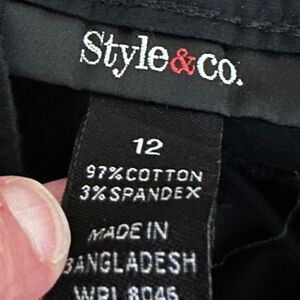 Style&co.
12
97% COTTON
3% SPANDEX
MADE IN
BANGLADESH
WPL 8046